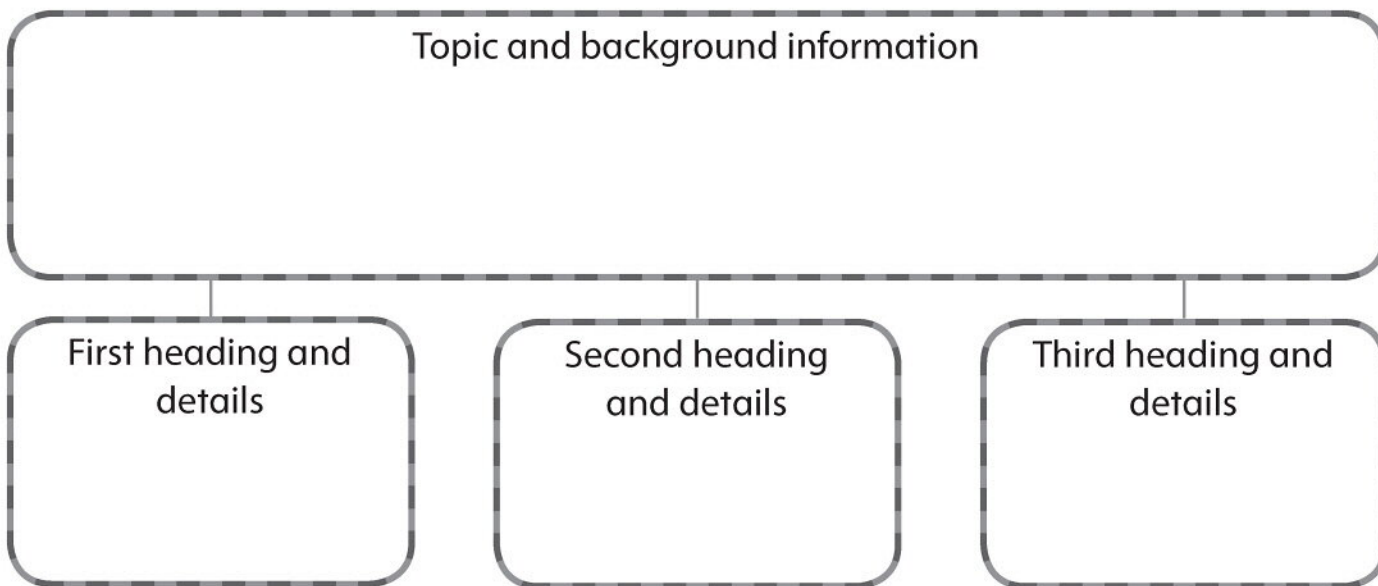 Topic and background information
First heading and
details
Second heading
and details
Third heading and
details